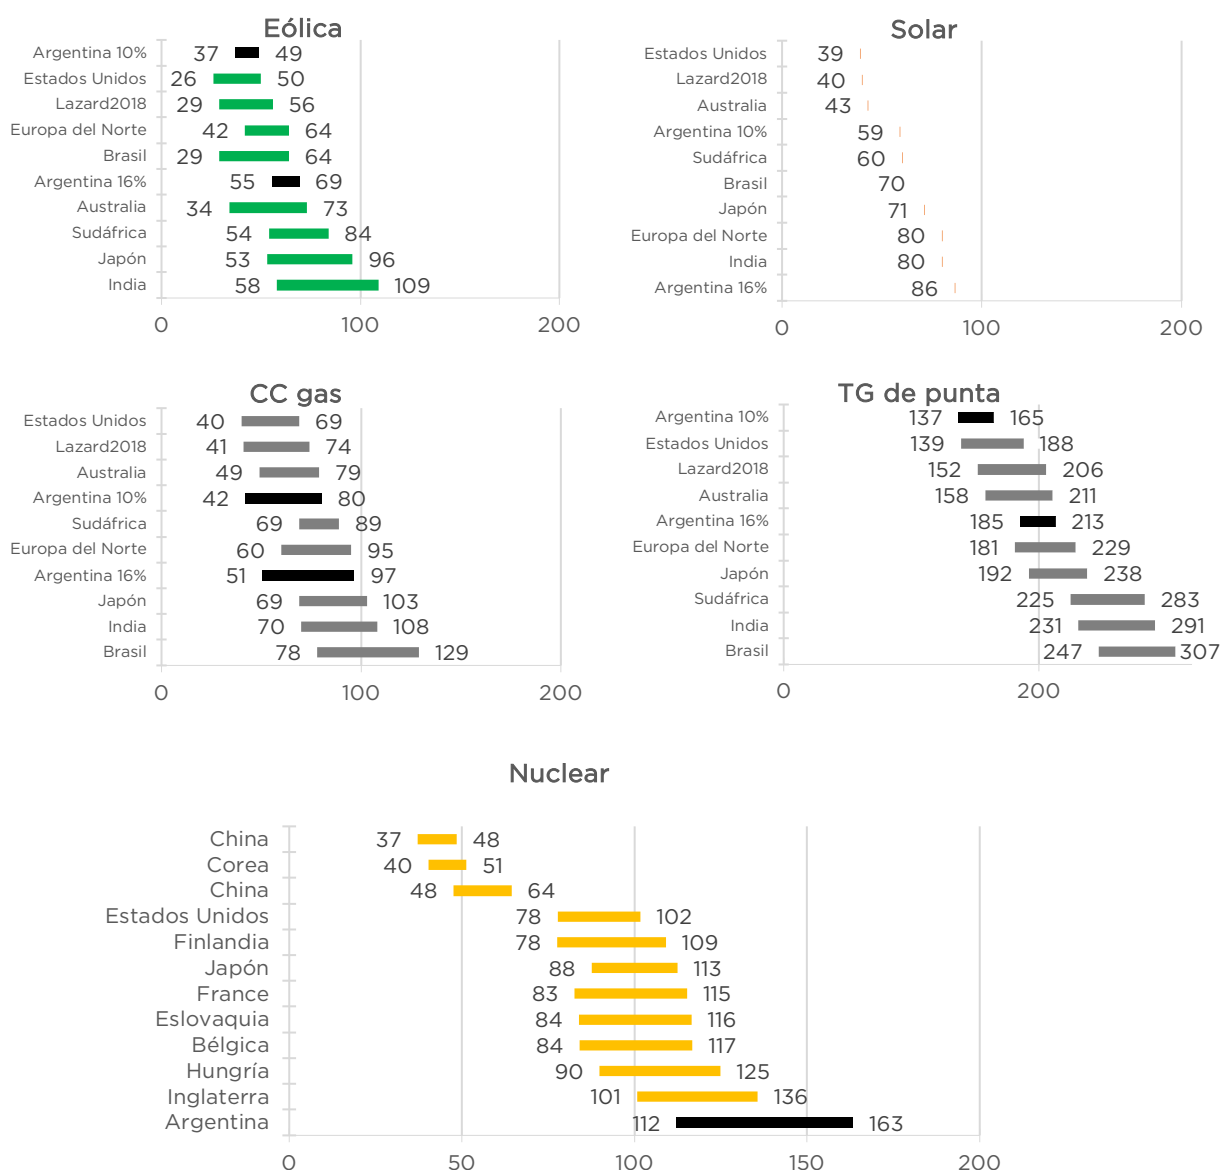 Eólica
Argentina 10% 37 49
Estados Unidos 26 50
Lazard2018 29 56
Europa del Norte 42 64
Brasil 29 64
Argentina 16% 55 69
Australia 34 73
Sudáfrica 54 84
Japón 53 96
India 58 109
0 100 200
Solar
Estados Unidos 39
Lazard2018 40
Australia 43
Argentina 10% 59
Sudáfrica 60
Brasil 70
Japón 71
Europa del Norte 80
India 80
Argentina 16% 86
0 100 200
CC gas
Estados Unidos 40 69
Lazard2018 41 74
Australia 49 79
Argentina 10% 42 80
Sudáfrica 69 89
Europa del Norte 60 95
Argentina 16% 51 97
Japón 69 103
India 70 108
Brasil 78 129
0 100 200
TG de punta
Argentina 10% 137 165
Estados Unidos 139 188
Lazard2018 152 206
Australia 158 211
Argentina 16% 185 213
Europa del Norte 181 229
Japón 192 238
Sudáfrica 225 283
India 231 291
Brasil 247 307
0 200
Nuclear
China 37 48
Corea 40 51
China 48 64
Estados Unidos 78 102
Finlandia 78 109
Japón 88 113
France 83 115
Eslovaquia 84 116
Bélgica 84 117
Hungría 90 125
Inglaterra 101 136
Argentina 112 163
0 50 100 150 200